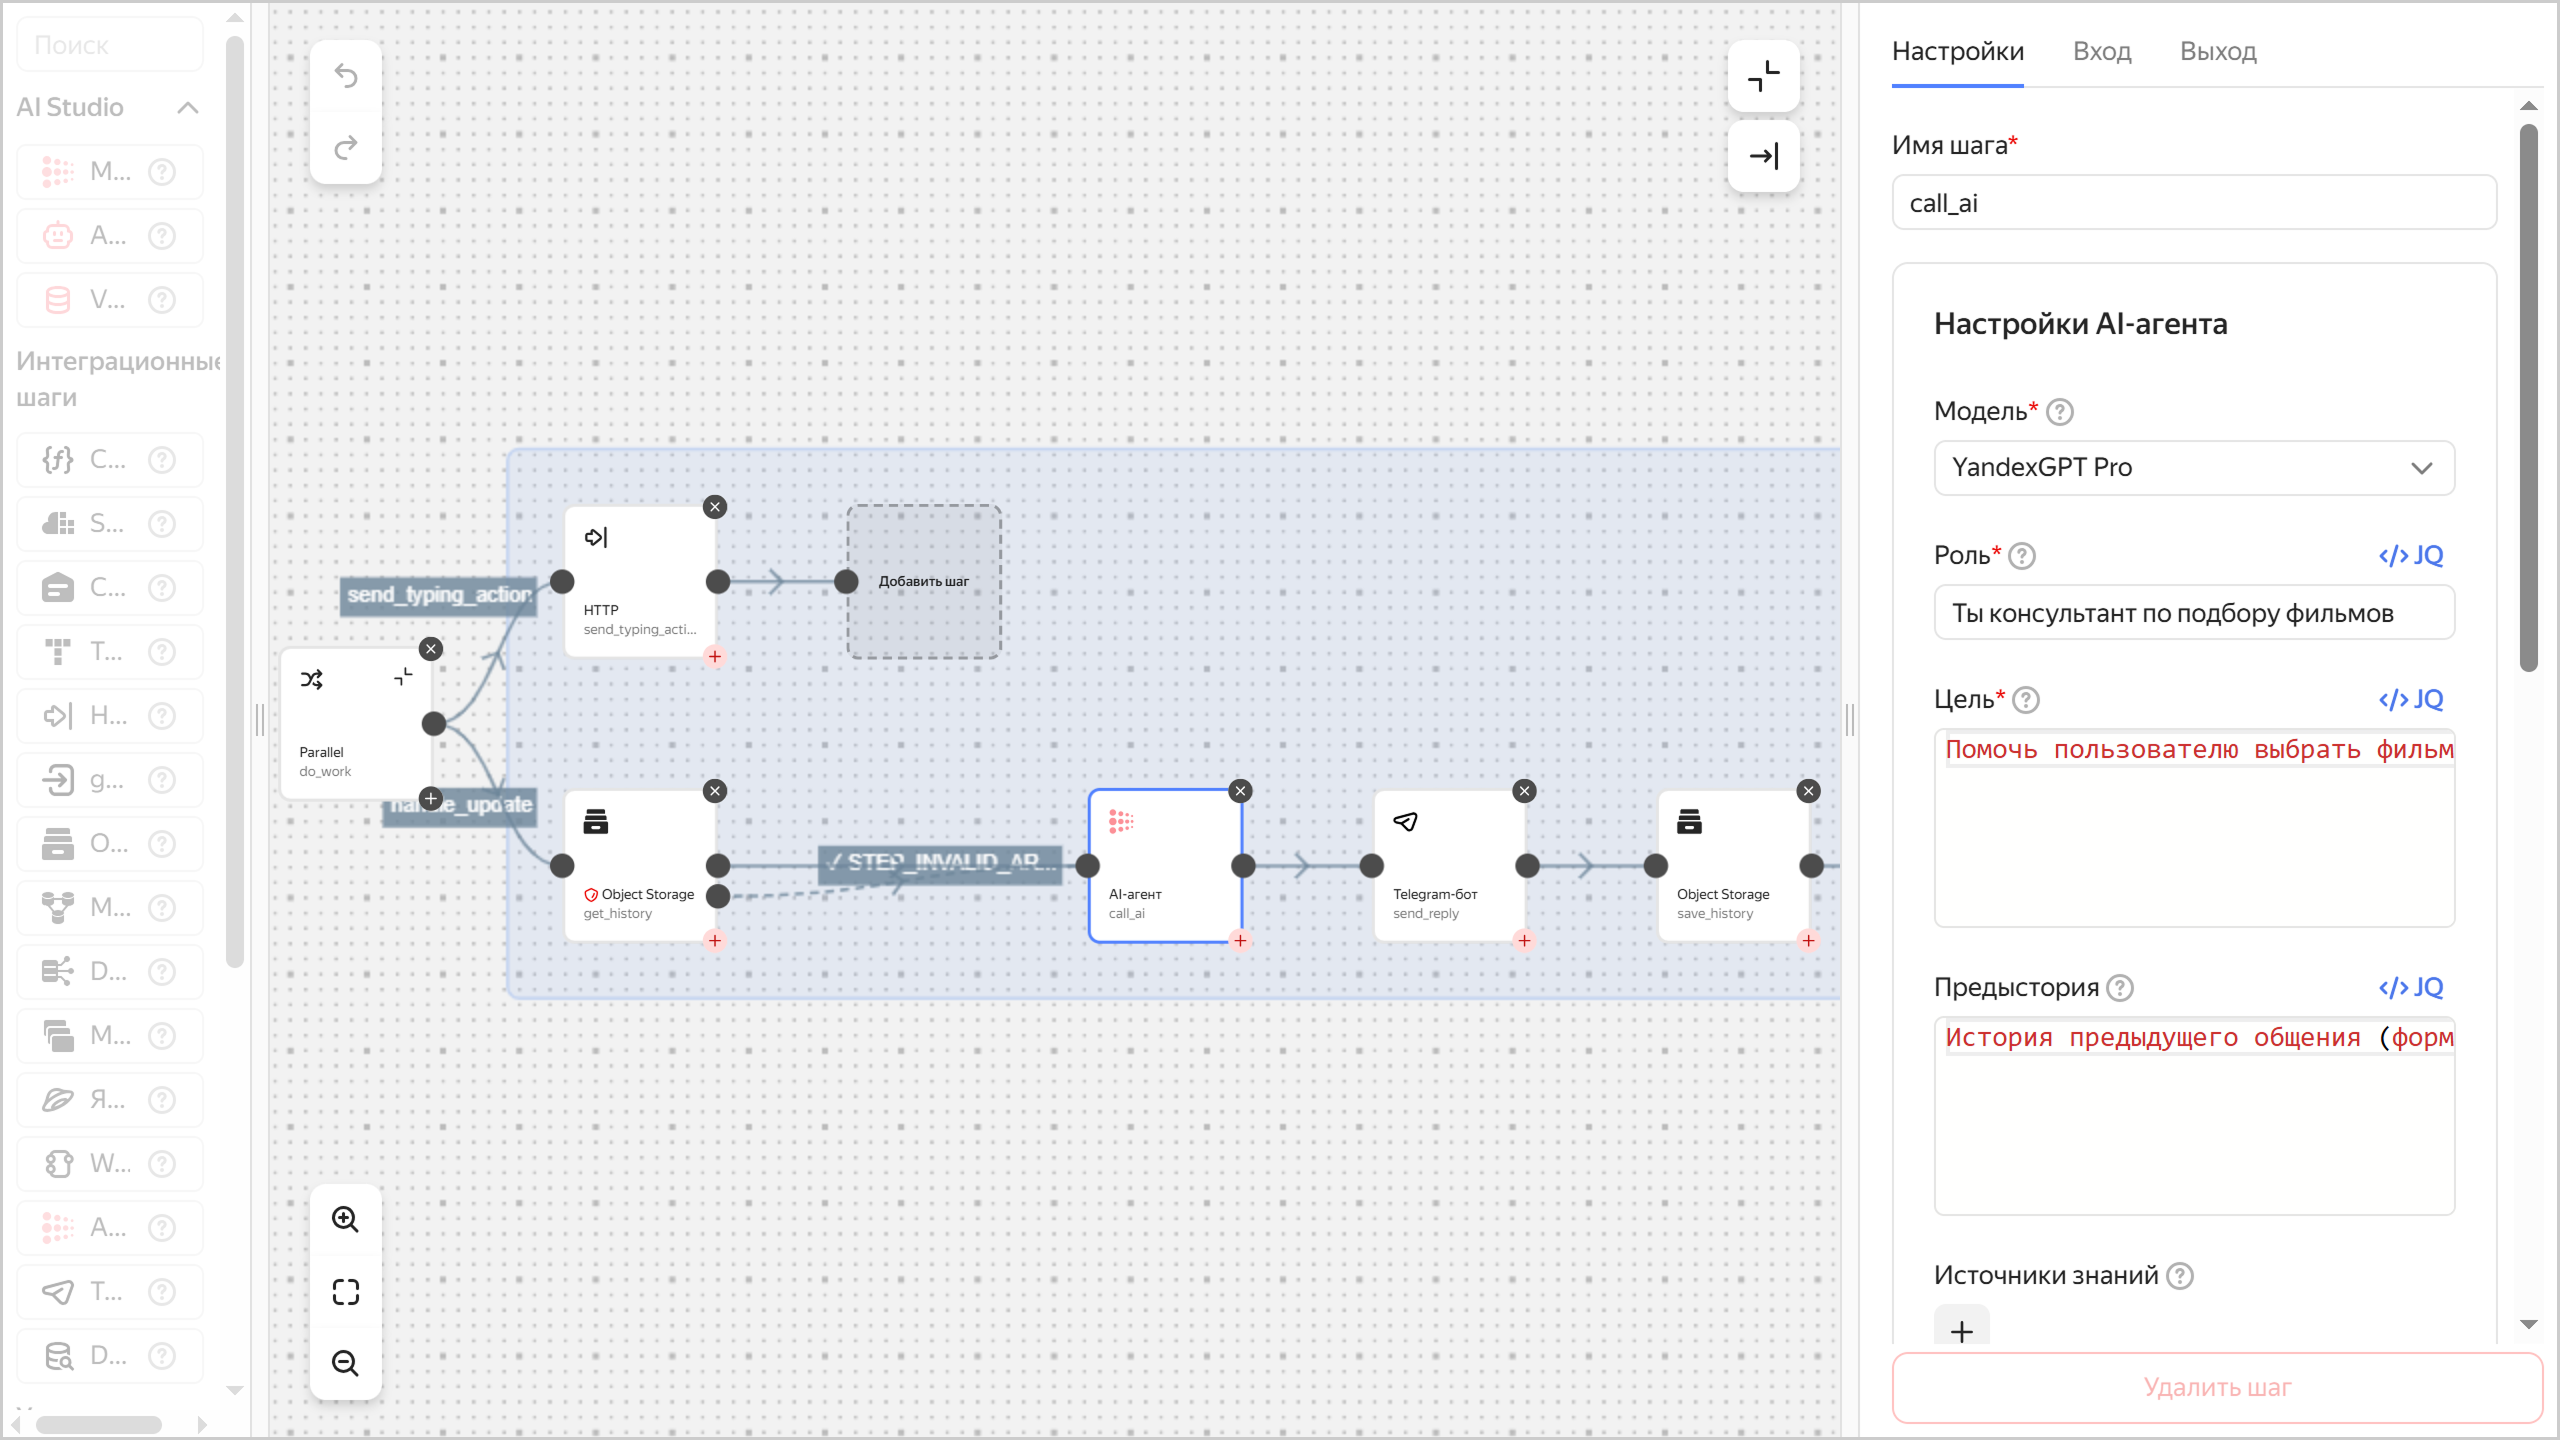 Поиск
AI Studio
М...
A...
V...
Интеграционные
шаги
C...
S...
C...
T...
H...
g...
O...
M...
D...
M...
Я...
W...
A...
T...
D...
send_typing_action
HTTP
send_typing_acti...
Добавить шаг
Parallel
do_work
Object Storage
get_history
✓ STEP_INVALID_AR...
AI-агент
call_ai
Telegram-бот
send_reply
Object Storage
save_history
Настройки
Вход
Выход
Имя шага*
call_ai
Настройки AI-агента
Модель*
YandexGPT Pro
Роль*
</> JQ
Ты консультант по подбору фильмов
Цель*
</> JQ
Помочь пользователю выбрать фильм
Предыстория
</> JQ
История предыдущего общения (форм
Источники знаний
Удалить шаг